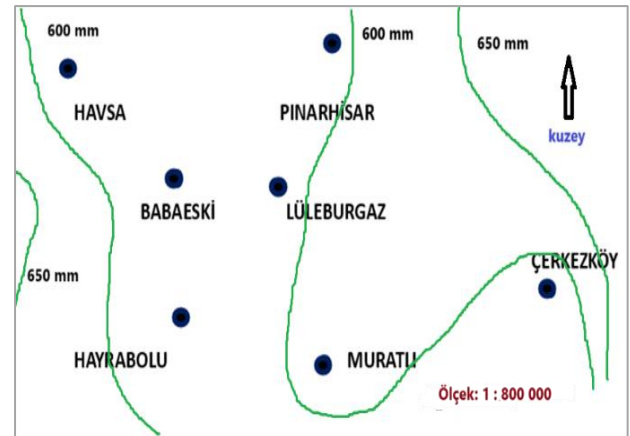 600 mm
600 mm
650 mm
HAVSA
PINARHİSAR
kuzey
BABAESKİ
LÜLEBURGAZ
ÇERKEZKÖY
650 mm
HAYRABOLU
MURATLI
Ölçek: 1 : 800 000